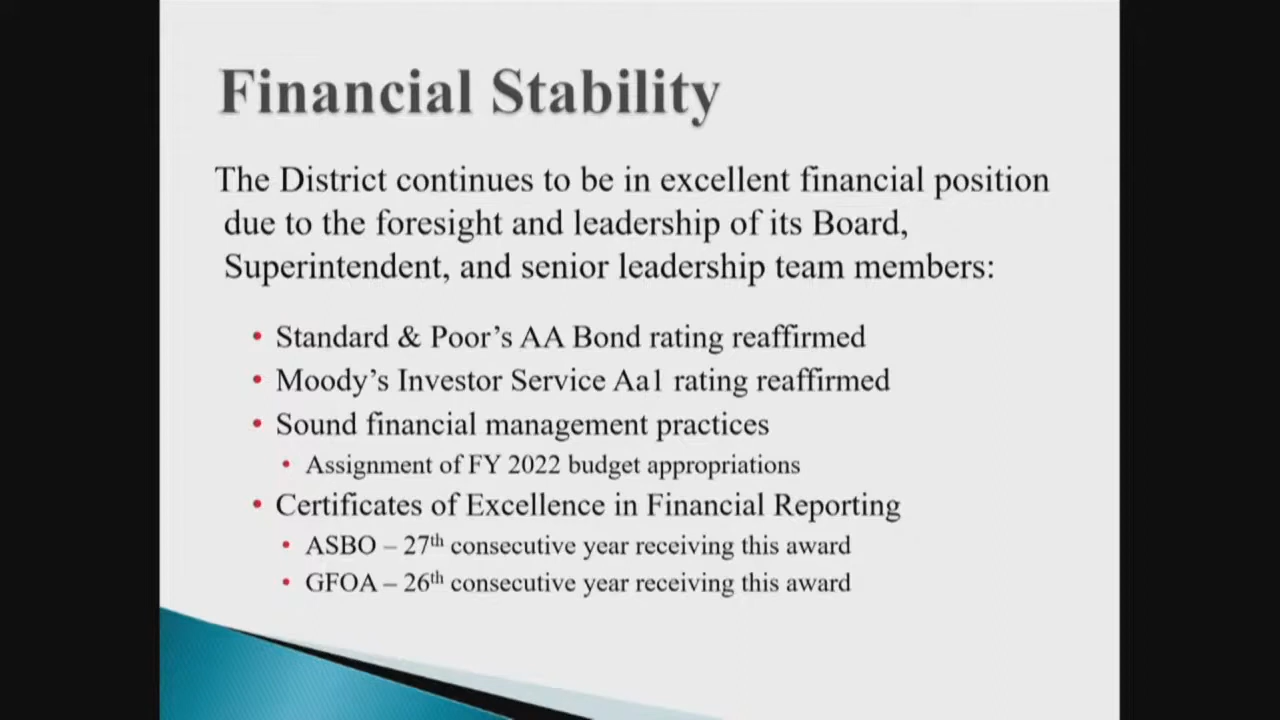 Financial Stability
The District continues to be in excellent financial position
due to the foresight and leadership of its Board,
Superintendent, and senior leadership team members:
• Standard & Poor's AA Bond rating reaffirmed
• Moody's Investor Service Aa1 rating reaffirmed
• Sound financial management practices
• Assignment of FY 2022 budget appropriations
• Certificates of Excellence in Financial Reporting
• ASBO – 27th consecutive year receiving this award
• GFOA – 26th consecutive year receiving this award